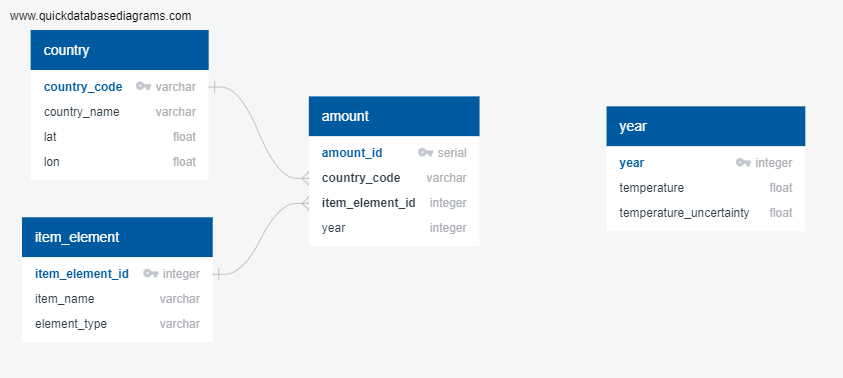 www.quickdatabasediagrams.com
country
country_code varchar
country_name varchar
lat float
lon float
item_element
item_element_id integer
item_name varchar
element_type varchar
amount
amount_id serial
country_code varchar
item_element_id integer
year integer
year
year integer
temperature float
temperature_uncertainty float